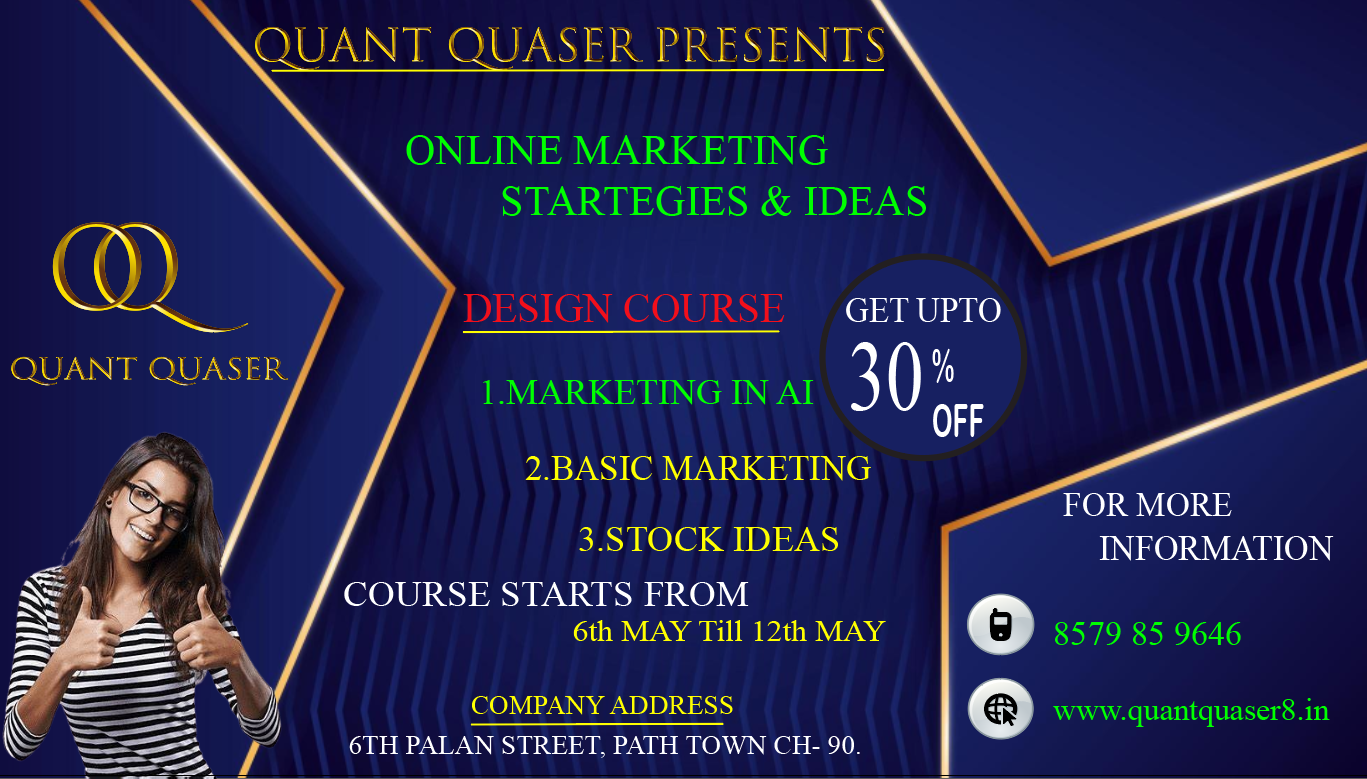 QUANT QUASER PRESENTS
ONLINE MARKETING
STARTEGIES & IDEAS
QUANT QUASER
DESIGN COURSE
1.MARKETING IN AI
2.BASIC MARKETING
3.STOCK IDEAS
GET UPTO
30 %
OFF
COURSE STARTS FROM
6th MAY Till 12th MAY
COMPANY ADDRESS
6TH PALAN STREET, PATH TOWN CH- 90.
FOR MORE
INFORMATION
8579 85 9646
www.quantquaser8.in